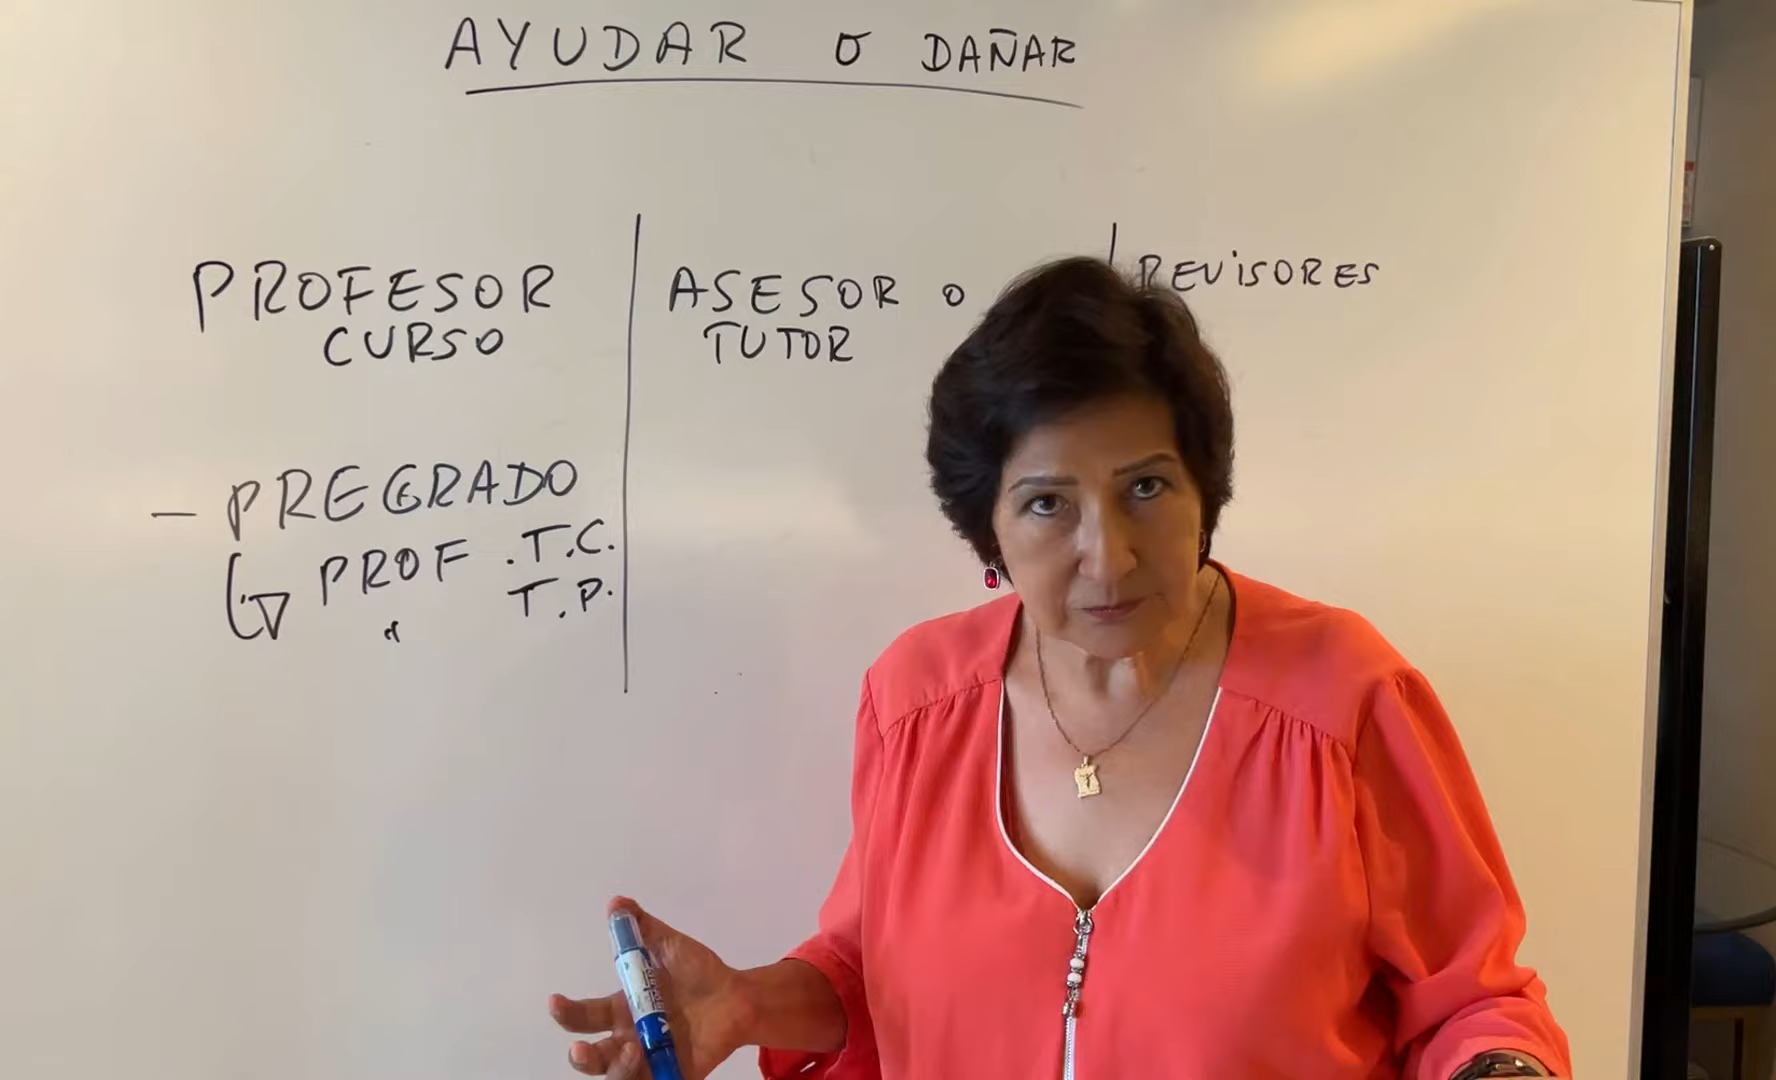 AYUDAR O DAÑAR
PROFESOR
CURSO
ASESOR O
TUTOR
REVISORES
- PREGRADO
PROF . T.C.
" T.P.